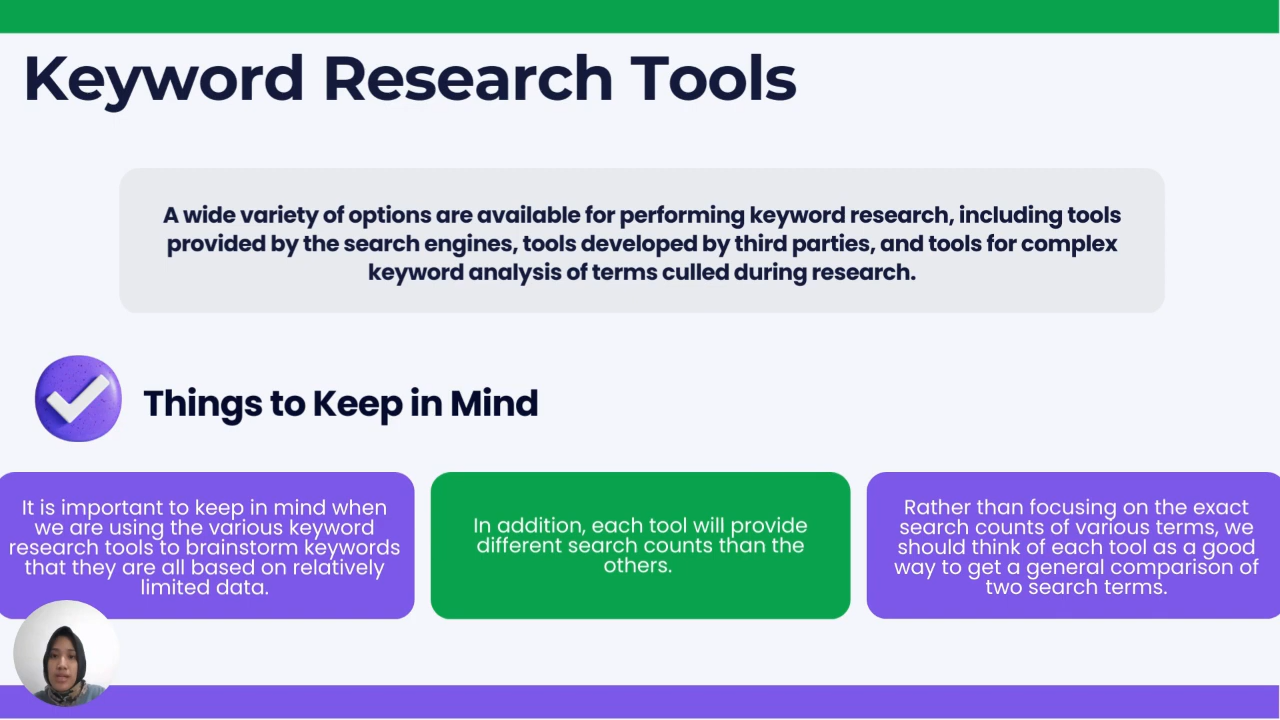 Keyword Research Tools
A wide variety of options are available for performing keyword research, including tools
provided by the search engines, tools developed by third parties, and tools for complex
keyword analysis of terms culled during research.
Things to Keep in Mind
It is important to keep in mind when
we are using the various keyword
research tools to brainstorm keywords
that they are all based on relatively
limited data.
In addition, each tool will provide
different search counts than the
others.
Rather than focusing on the exact
search counts of various terms, we
should think of each tool as a good
way to get a general comparison of
two search terms.